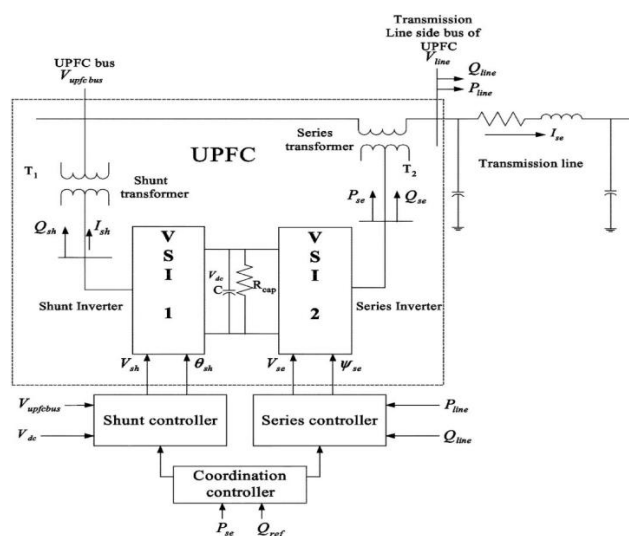 Transmission
Line side bus of
UPFC
V_line
UPFC bus
V_upfcbus
Q_line
P_line
Series
transformer
UPFC
T_1
T_2
I_se
Transmission line
Shunt
transformer
P_se
Q_se
Q_sh
I_sh
V
S
I
1
V_dc
C
R_cap
V
S
I
2
Shunt Inverter
Series Inverter
V_sh
θ_sh
V_se
ψ_se
V_upfcbus
V_dc
Shunt controller
Series controller
P_line
Q_line
Coordination
controller
P_se
Q_ref